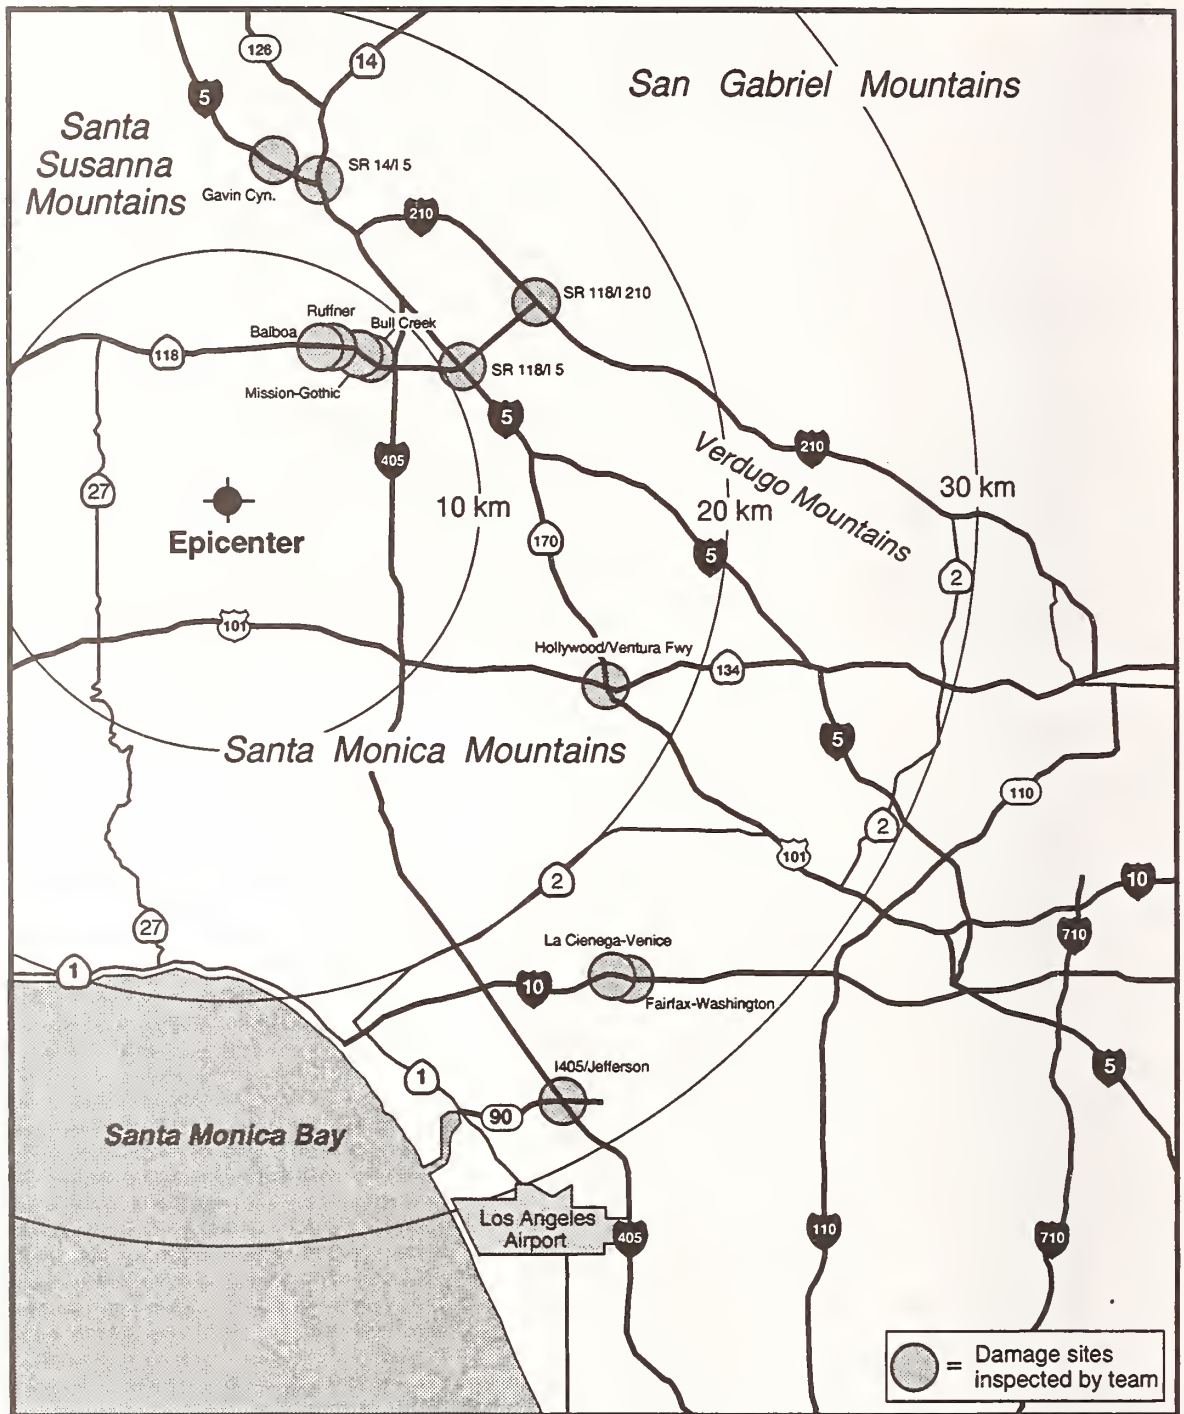 126
14
5
San Gabriel Mountains
Santa
Susanna
Mountains
SR 14/I 5
Gavin Cyn.
210
SR 118/I 210
Ruffner
Balboa
Bull Creek
118
SR 118/I 5
Mission-Gothic
5
Verdugo Mountains
210
405
27
10 km
20 km
30 km
Epicenter
170
5
2
101
Hollywood/Ventura Fwy
134
5
Santa Monica Mountains
110
2
101
2
10
27
La Cienega-Venice
710
1
10
Fairfax-Washington
I405/Jefferson
5
1
90
Santa Monica Bay
Los Angeles
Airport
405
110
710
= Damage sites
inspected by team